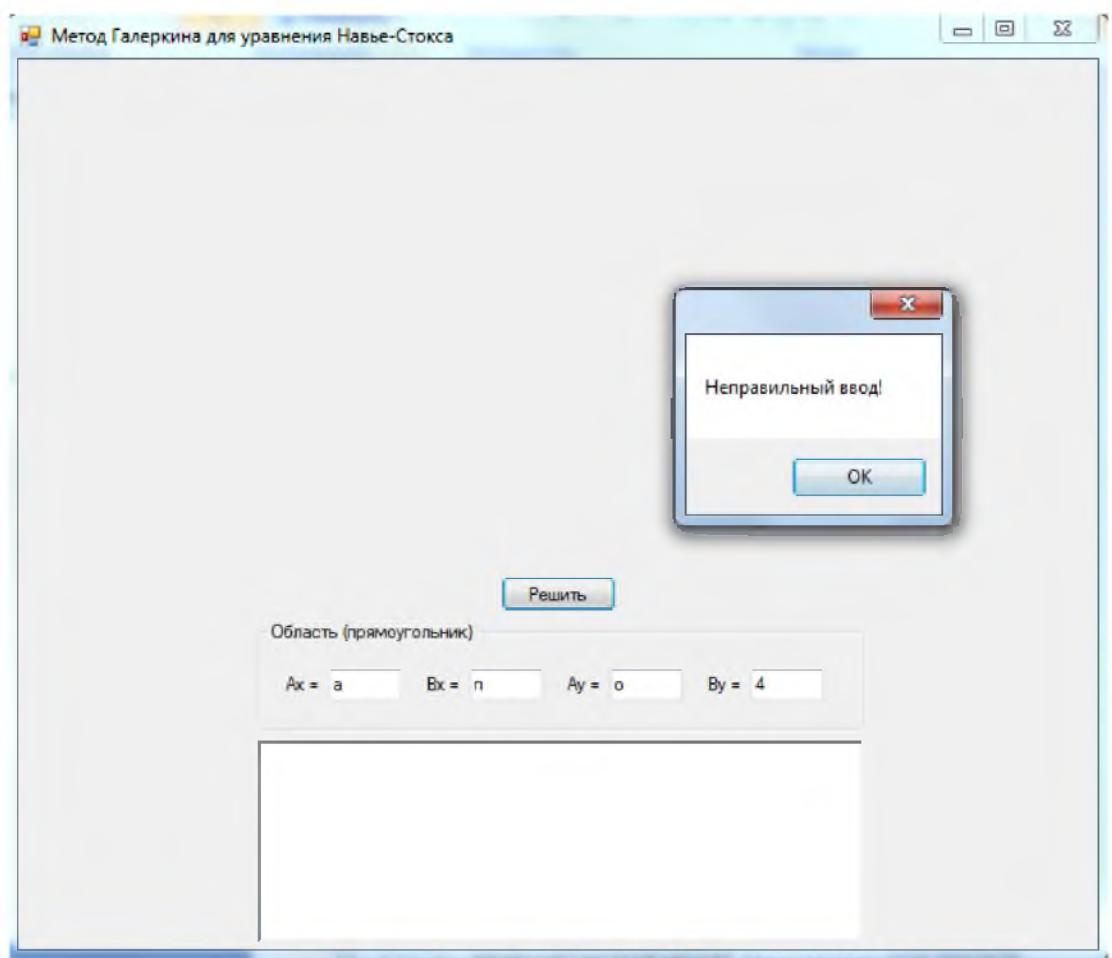 Метод Галеркина для уравнения Навье-Стокса
Неправильный ввод!
OK
Решить
Область (прямоугольник)
Ax = а Bx = п Ay = о By = 4